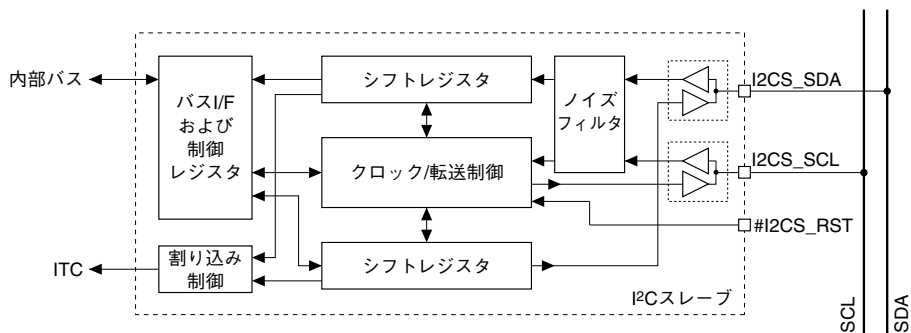 内部バス
バスI/F
および
制御
レジスタ
シフトレジスタ
ノイズ
フィルタ
I2CS_SDA
クロック/転送制御
I2CS_SCL
#I2CS_RST
ITC
割り込み
制御
シフトレジスタ
I²Cスレーブ
SCL
SDA